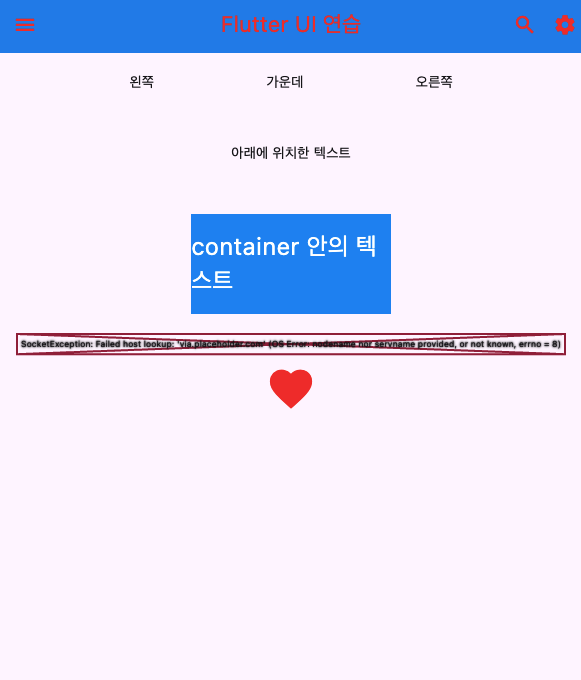 Flutter UI 연습
왼쪽 가운데 오른쪽
아래에 위치한 텍스트
container 안의 텍
스트
SocketException: Failed host lookup: 'via.placeholder.com' (OS Error: nodename nor servname provided, or not known, errno = 8)